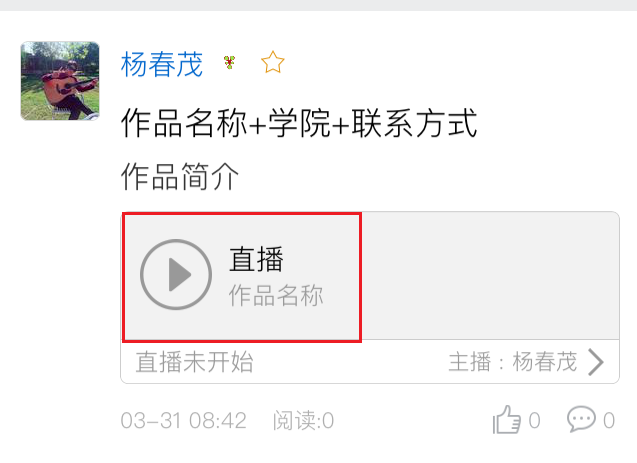 杨春茂
作品名称+学院+联系方式
作品简介
直播
作品名称
直播未开始 主播：杨春茂
03-31 08:42 阅读:0 0 0